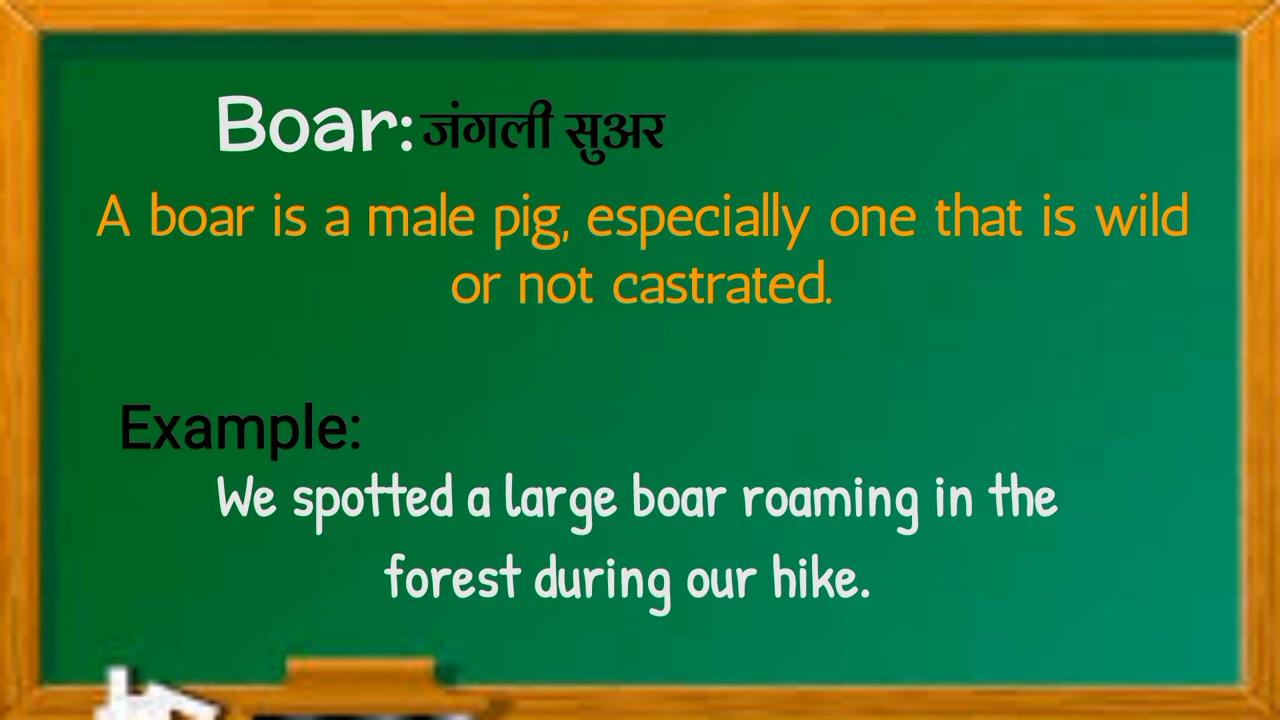 Boar: जंगली सुअर
A boar is a male pig, especially one that is wild
or not castrated.
Example:
We spotted a large boar roaming in the
forest during our hike.